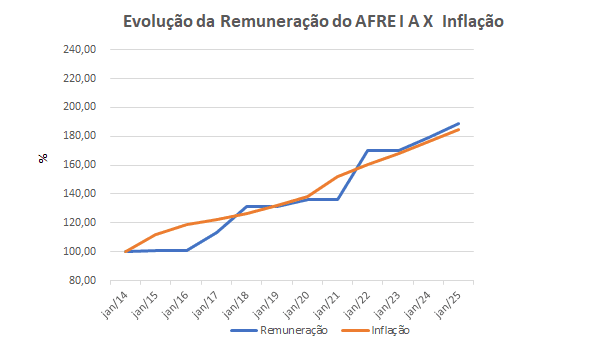 Evolução da Remuneração do AFRE I A X Inflação
240,00
220,00
200,00
180,00
160,00
140,00
120,00
100,00
80,00
%
jan/14
jan/15
jan/16
jan/17
jan/18
jan/19
jan/20
jan/21
jan/22
jan/23
jan/24
jan/25
Remuneração
Inflação